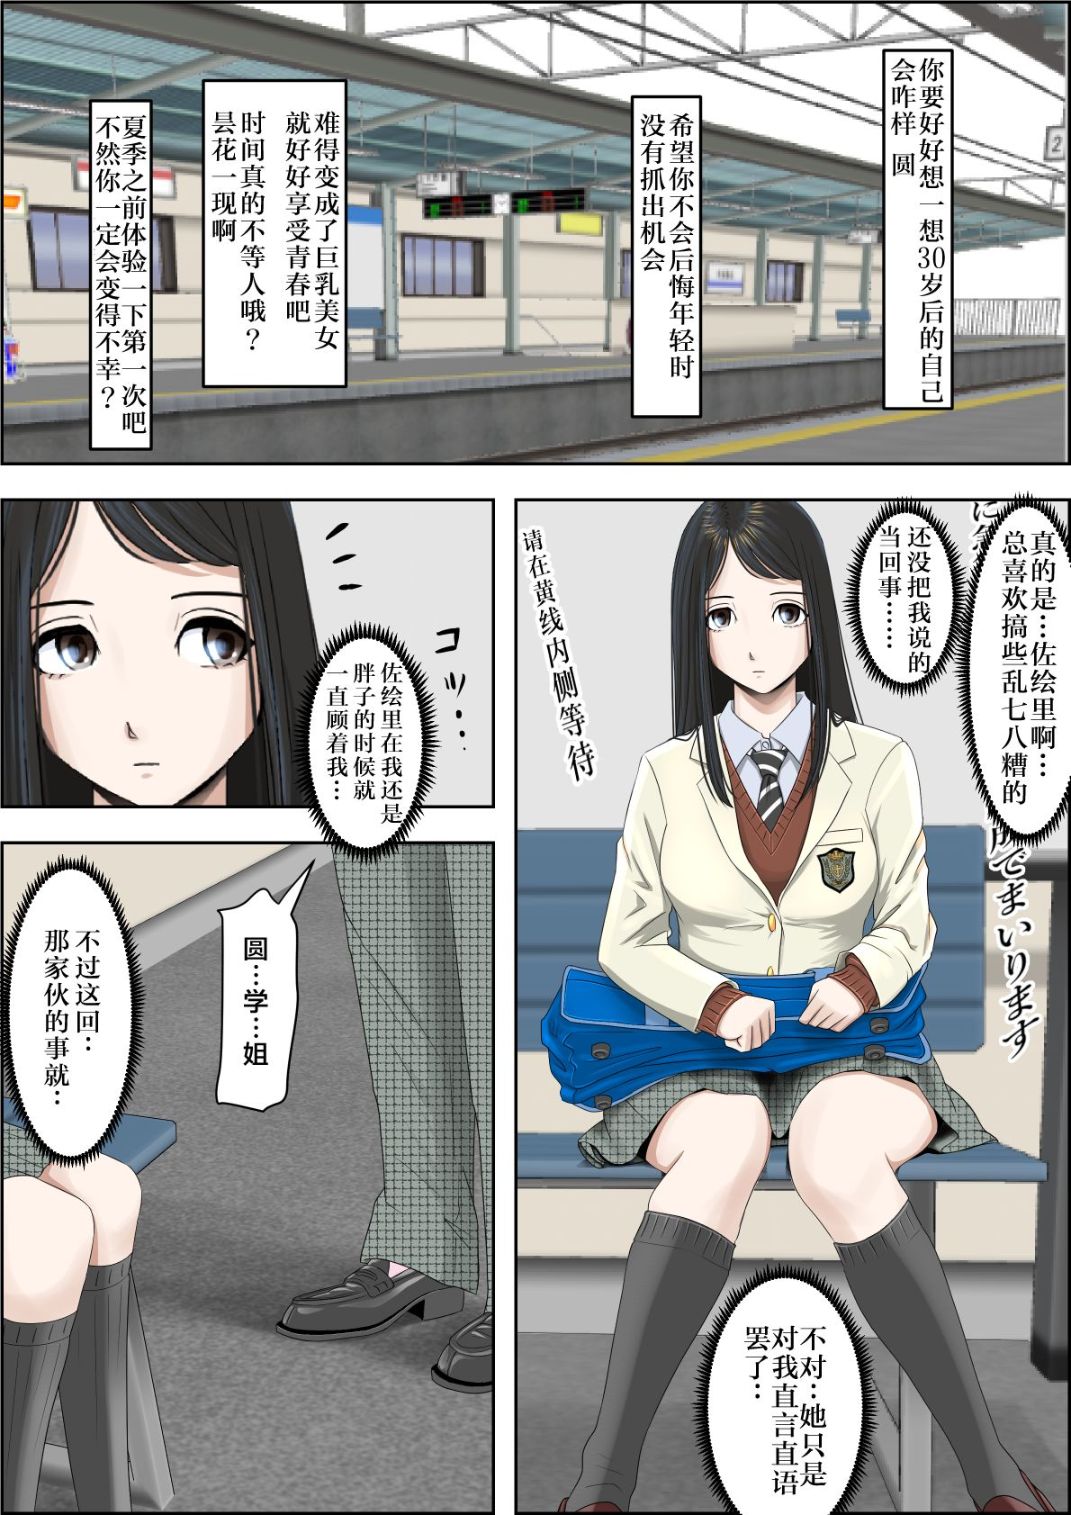 你要好好想一想30岁后的自己
会咋样 圆
希望你不会后悔年轻时
没有抓出机会
难得变成了巨乳美女
就好好享受青春吧
时间真的不等人哦？
昙花一现啊
夏季之前体验一下第一次吧
不然你一定会变得不幸？
2
真的是…佐绘里啊…
总喜欢搞些乱七八糟的
还没把我说的
当回事………
请在黄线内侧等待
でまいります
不对…她只是
对我直言直语
罢了…
コツ…
佐绘里在我还是
胖子的时候就
一直顾着我…
圆…学…姐
不过这回…
那家伙的事就…